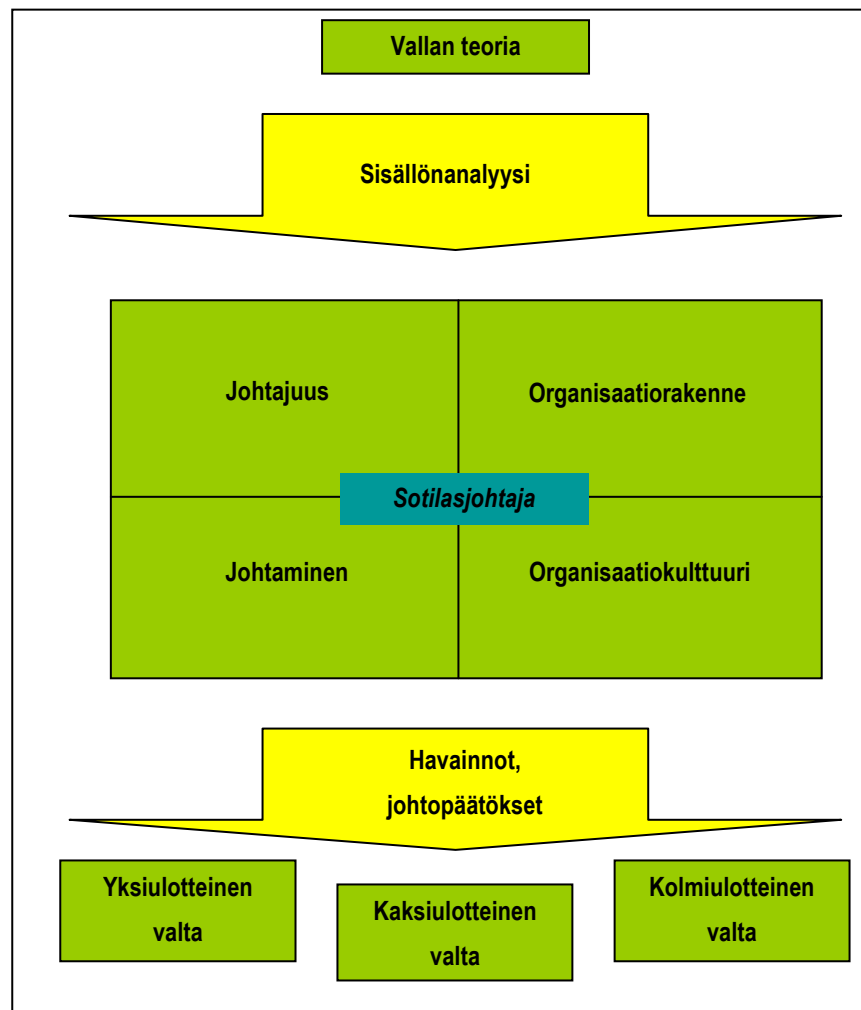 Vallan teoria
Sisällönanalyysi
Johtajuus
Organisaatiorakenne
Sotilasjohtaja
Johtaminen
Organisaatiokulttuuri
Havainnot,
johtopäätökset
Yksiulotteinen
valta
Kaksiulotteinen
valta
Kolmiulotteinen
valta